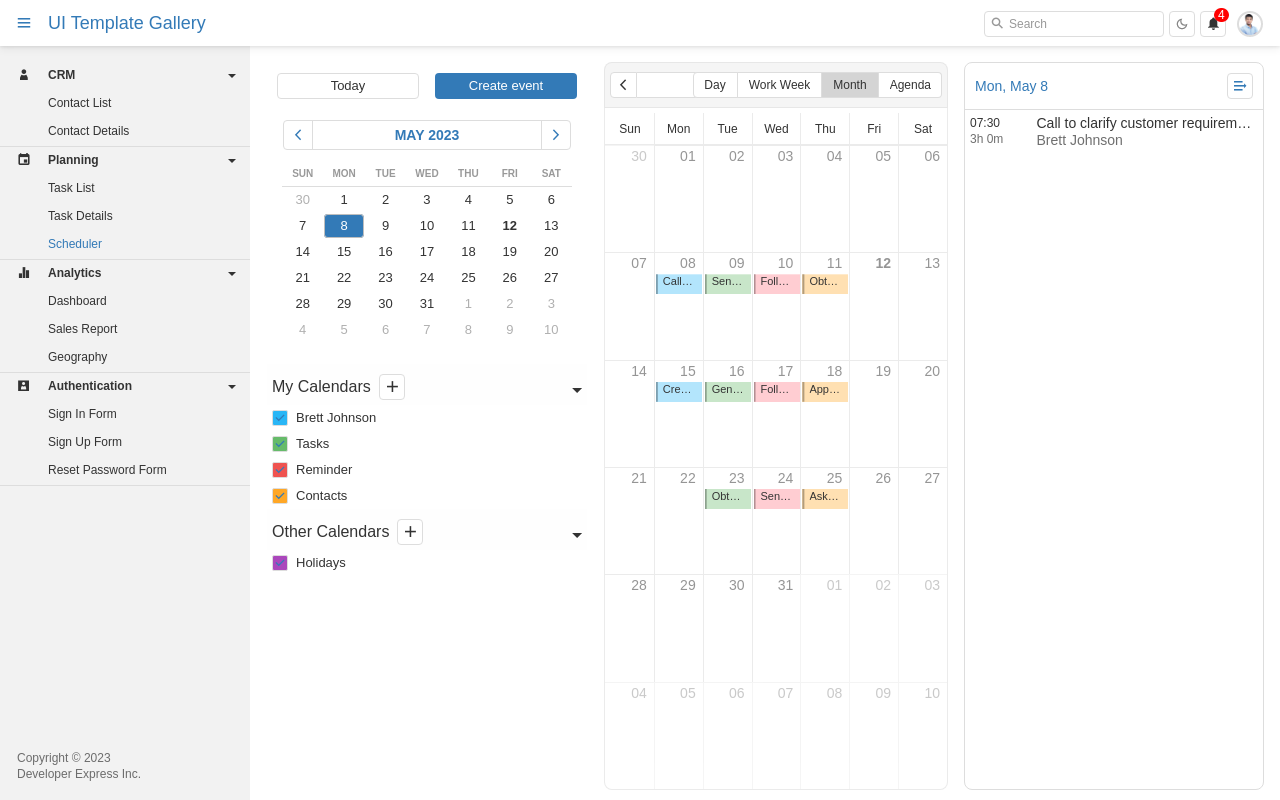 UI Template Gallery
Search
4
CRM
Contact List
Contact Details
Planning
Task List
Task Details
Scheduler
Analytics
Dashboard
Sales Report
Geography
Authentication
Sign In Form
Sign Up Form
Reset Password Form
Copyright © 2023
Developer Express Inc.
Today
Create event
MAY 2023
SUN MON TUE WED THU FRI SAT
30 1 2 3 4 5 6
7 8 9 10 11 12 13
14 15 16 17 18 19 20
21 22 23 24 25 26 27
28 29 30 31 1 2 3
4 5 6 7 8 9 10
My Calendars
Brett Johnson
Tasks
Reminder
Contacts
Other Calendars
Holidays
Day Work Week Month Agenda
Sun Mon Tue Wed Thu Fri Sat
30 01 02 03 04 05 06
07 08 09 10 11 12 13
Call… Sen… Foll… Obt…
14 15 16 17 18 19 20
Cre… Gen… Foll… App…
21 22 23 24 25 26 27
Obt… Sen… Ask…
28 29 30 31 01 02 03
04 05 06 07 08 09 10
Mon, May 8
07:30 Call to clarify customer requirem…
3h 0m Brett Johnson